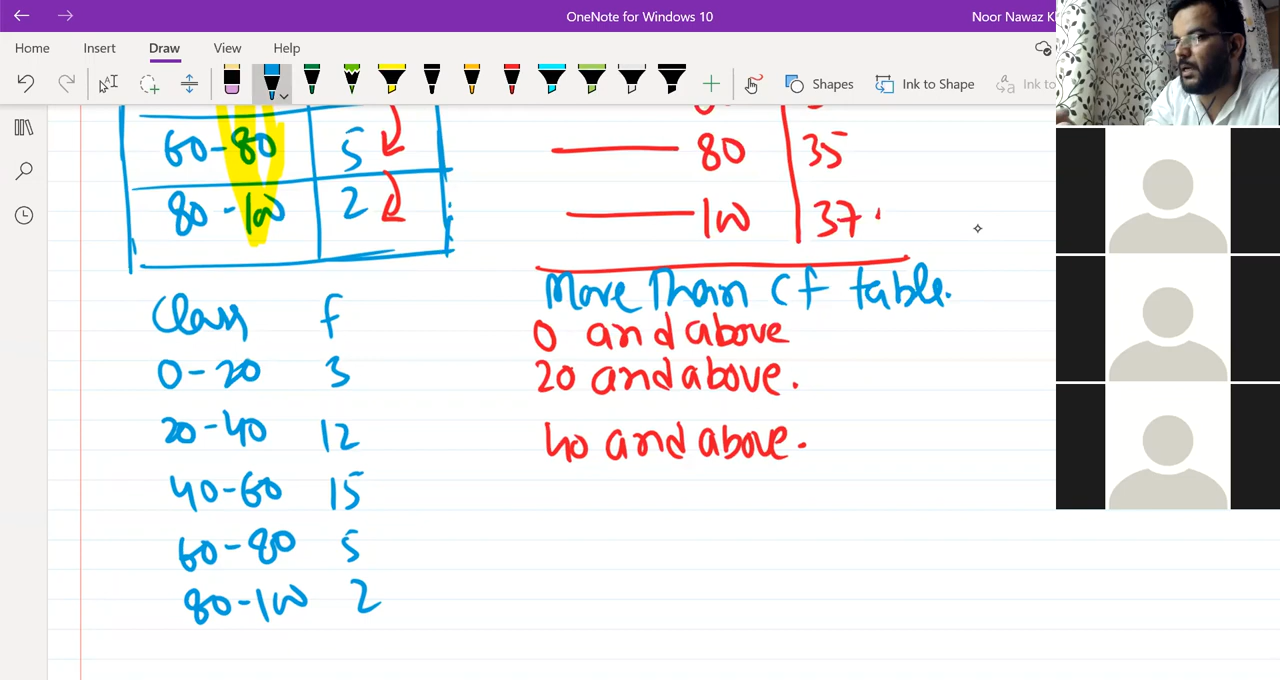 OneNote for Windows 10
Noor Nawaz K
Home Insert Draw View Help
Shapes Ink to Shape Ink to
60-80 5
80-100 2
80 35
100 37.
More Than Cf table.
0 and above
20 and above.
40 and above.
Class f
0-20 3
20-40 12
40-60 15
60-80 5
80-100 2